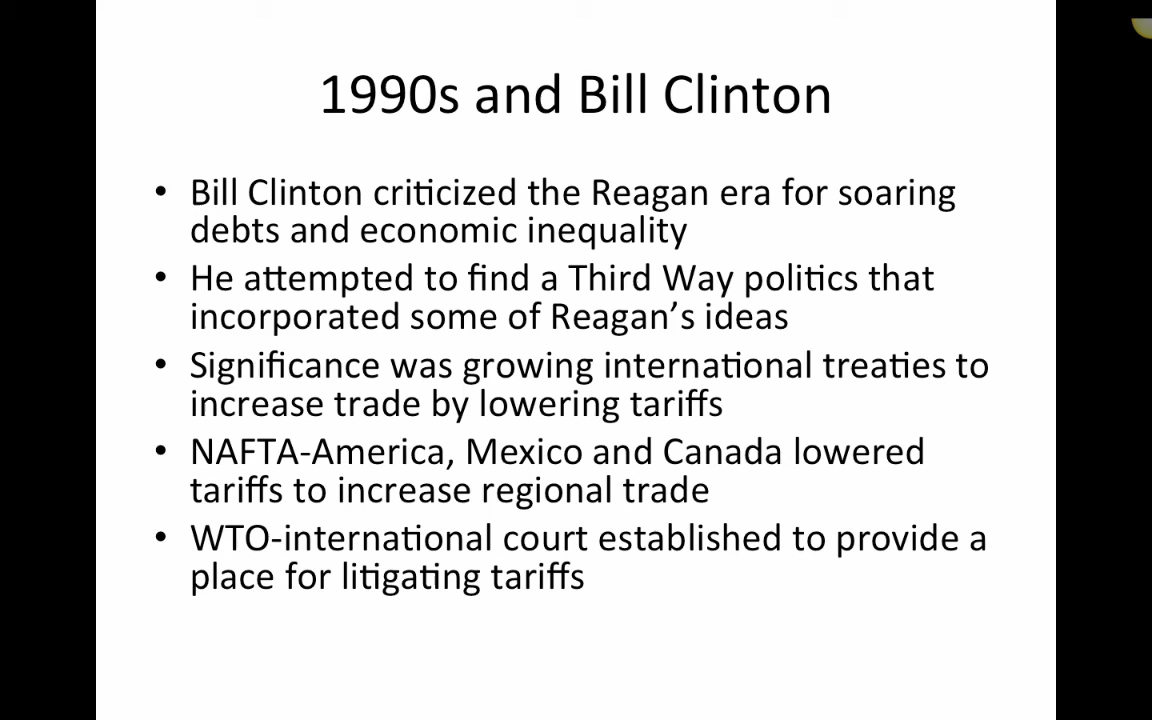 1990s and Bill Clinton
• Bill Clinton criticized the Reagan era for soaring
debts and economic inequality
• He attempted to find a Third Way politics that
incorporated some of Reagan’s ideas
• Significance was growing international treaties to
increase trade by lowering tariffs
• NAFTA-America, Mexico and Canada lowered
tariffs to increase regional trade
• WTO-international court established to provide a
place for litigating tariffs